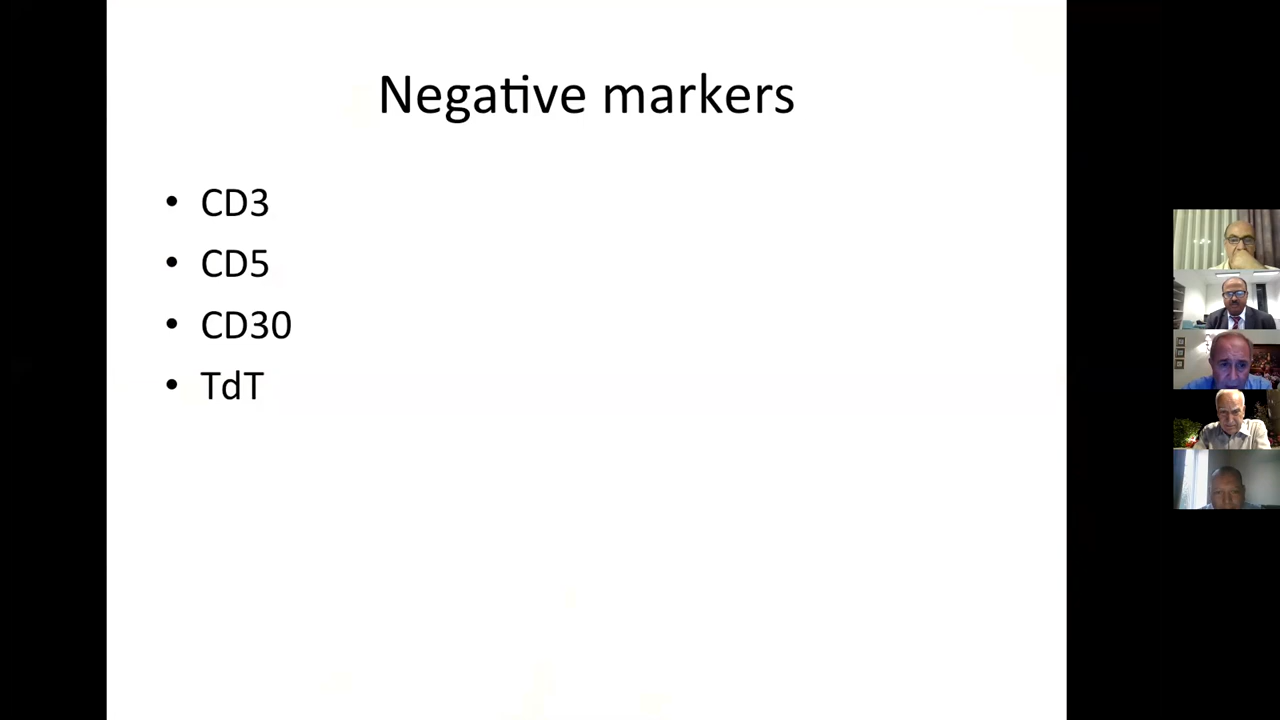 Negative markers
• CD3
• CD5
• CD30
• TdT